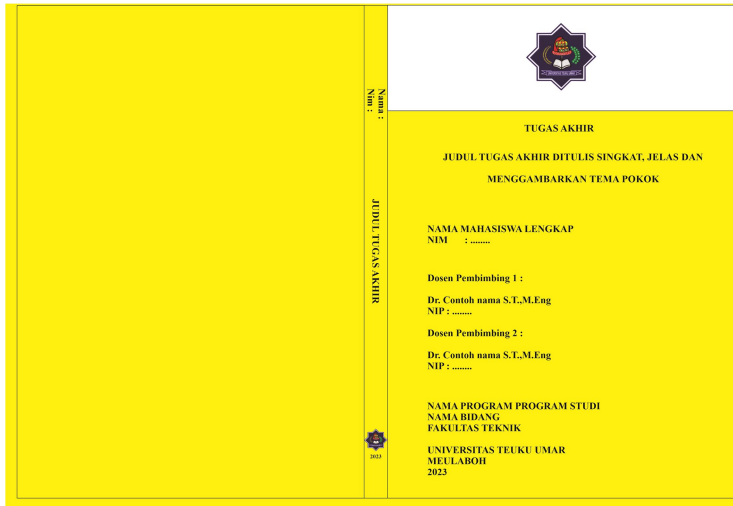 Nama :
Nim :
JUDUL TUGAS AKHIR
2023
TUGAS AKHIR
JUDUL TUGAS AKHIR DITULIS SINGKAT, JELAS DAN
MENGGAMBARKAN TEMA POKOK
NAMA MAHASISWA LENGKAP
NIM : ........
Dosen Pembimbing 1 :
Dr. Contoh nama S.T.,M.Eng
NIP : ........
Dosen Pembimbing 2 :
Dr. Contoh nama S.T.,M.Eng
NIP : ........
NAMA PROGRAM PROGRAM STUDI
NAMA BIDANG
FAKULTAS TEKNIK
UNIVERSITAS TEUKU UMAR
MEULABOH
2023